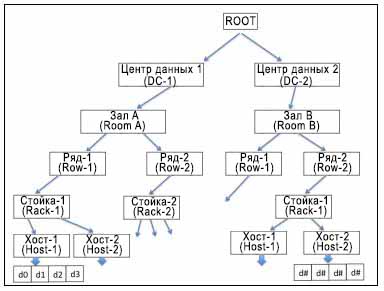 ROOT
Центр данных 1
(DC-1)
Центр данных 2
(DC-2)
Зал A
(Room A)
Зал B
(Room B)
Ряд-1
(Row-1)
Ряд-2
(Row-2)
Ряд-1
(Row-1)
Ряд-2
(Row-2)
Стойка-1
(Rack-1)
Стойка-2
(Rack-2)
Стойка-1
(Rack-1)
Хост-1
(Host-1)
Хост-2
(Host-2)
Хост-1
(Host-1)
Хост-2
(Host-2)
d0 d1 d2 d3
d# d# d# d#